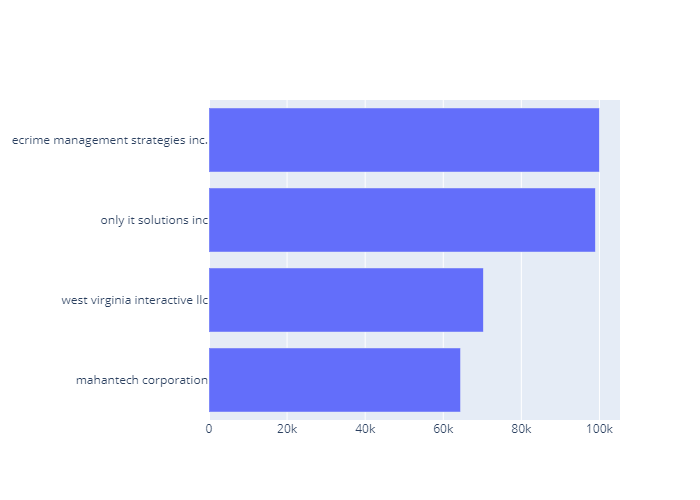 ecrime management strategies inc.
only it solutions inc
west virginia interactive llc
mahantech corporation
0 20k 40k 60k 80k 100k